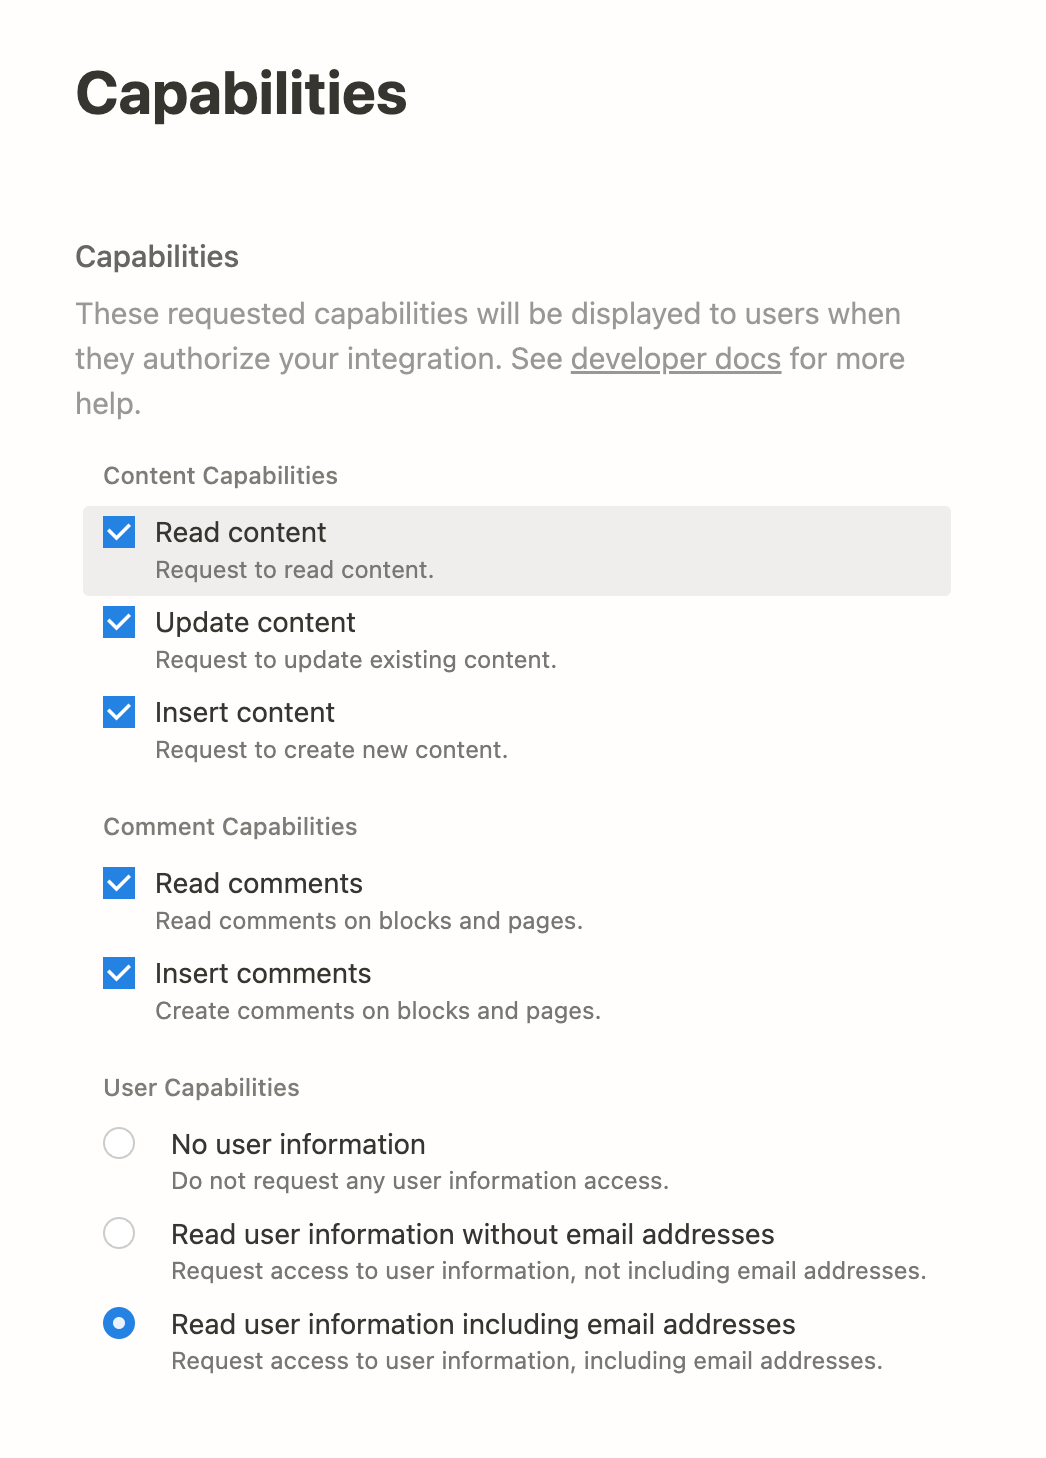 Capabilities
Capabilities
These requested capabilities will be displayed to users when
they authorize your integration. See developer docs for more
help.
Content Capabilities
Read content
Request to read content.
Update content
Request to update existing content.
Insert content
Request to create new content.
Comment Capabilities
Read comments
Read comments on blocks and pages.
Insert comments
Create comments on blocks and pages.
User Capabilities
No user information
Do not request any user information access.
Read user information without email addresses
Request access to user information, not including email addresses.
Read user information including email addresses
Request access to user information, including email addresses.